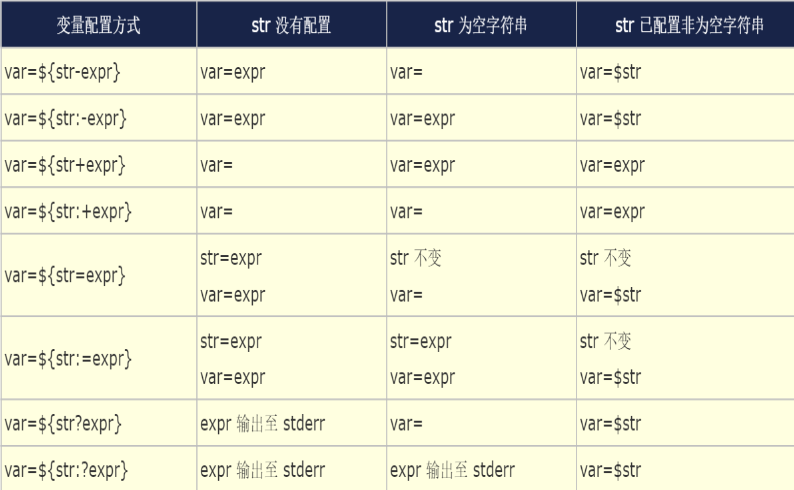 变量配置方式 str 没有配置 str 为空字符串 str 已配置非为空字符串
var=${str-expr} var=expr var= var=$str
var=${str:-expr} var=expr var=expr var=$str
var=${str+expr} var= var=expr var=expr
var=${str:+expr} var= var= var=expr
var=${str=expr} str=expr str 不变 str 不变
var=expr var= var=$str
var=${str:=expr} str=expr str=expr str 不变
var=expr var=expr var=$str
var=${str?expr} expr 输出至 stderr var= var=$str
var=${str:?expr} expr 输出至 stderr expr 输出至 stderr var=$str